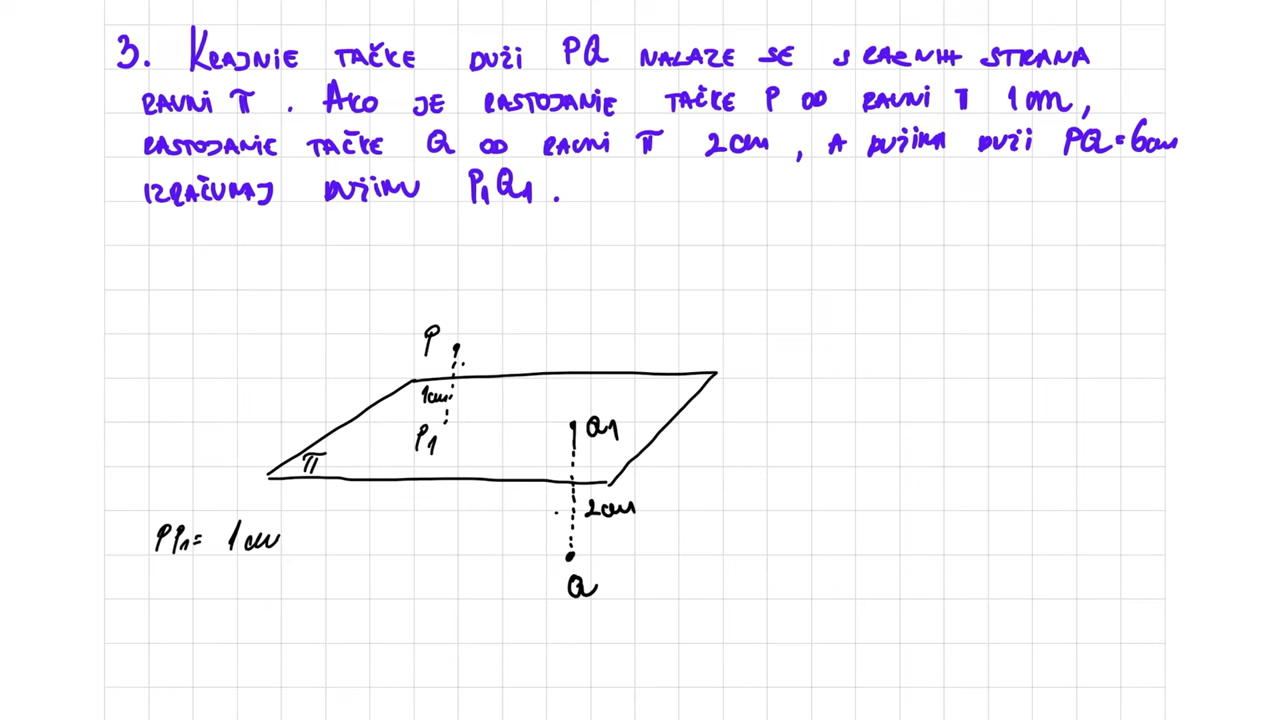 3. KRAJNJE TAČKE DUŽI PQ NALAZE SE S RAZNIH STRANA
RAVNI π. AKO JE RASTOJANJE TAČKE P OD RAVNI π 1cm,
RASTOJANJE TAČKE Q OD RAVNI π 2cm, A DUŽINA DUŽI PQ=6cm
IZRAČUNAJ DUŽINU P₁Q₁.
P
1cm
P₁
Q₁
π
2cm
PP₁= 1cm
Q